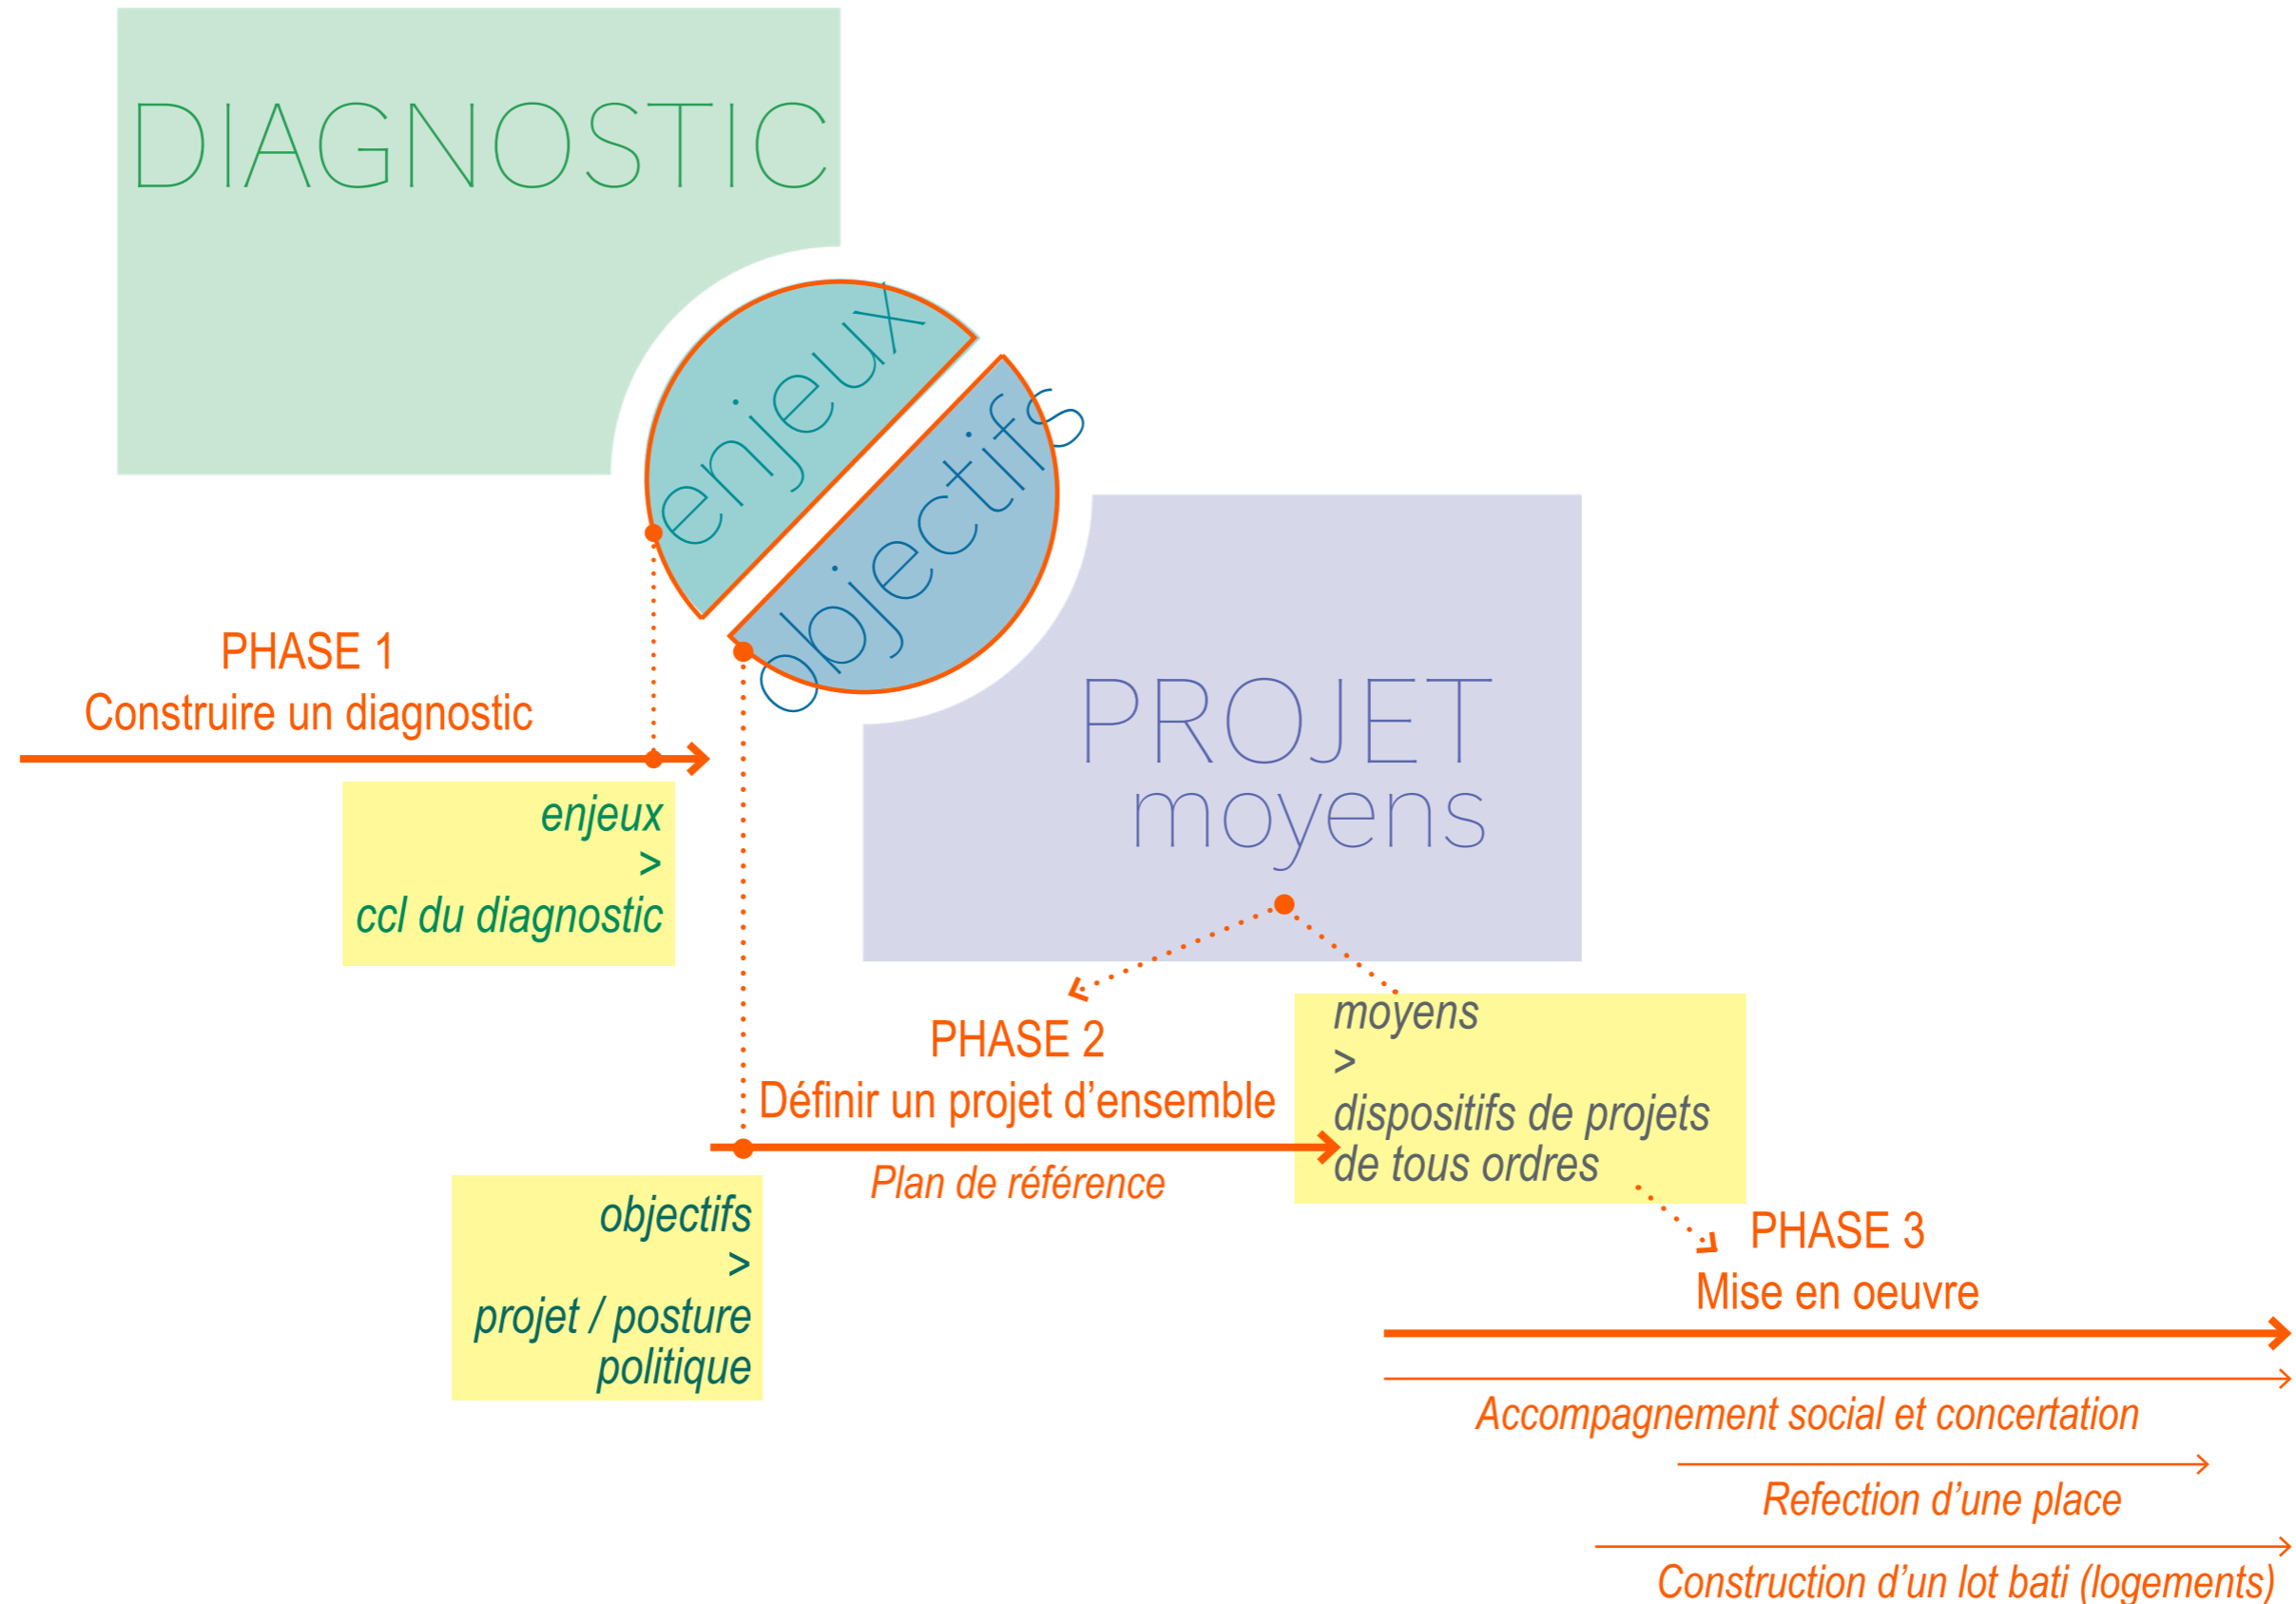 DIAGNOSTIC
enjeux
objectifs
PROJET
moyens
PHASE 1
Construire un diagnostic
enjeux
>
ccl du diagnostic
PHASE 2
Définir un projet d’ensemble
Plan de référence
moyens
>
dispositifs de projets
de tous ordres
objectifs
>
projet / posture
politique
PHASE 3
Mise en oeuvre
Accompagnement social et concertation
Refection d’une place
Construction d’un lot bati (logements)